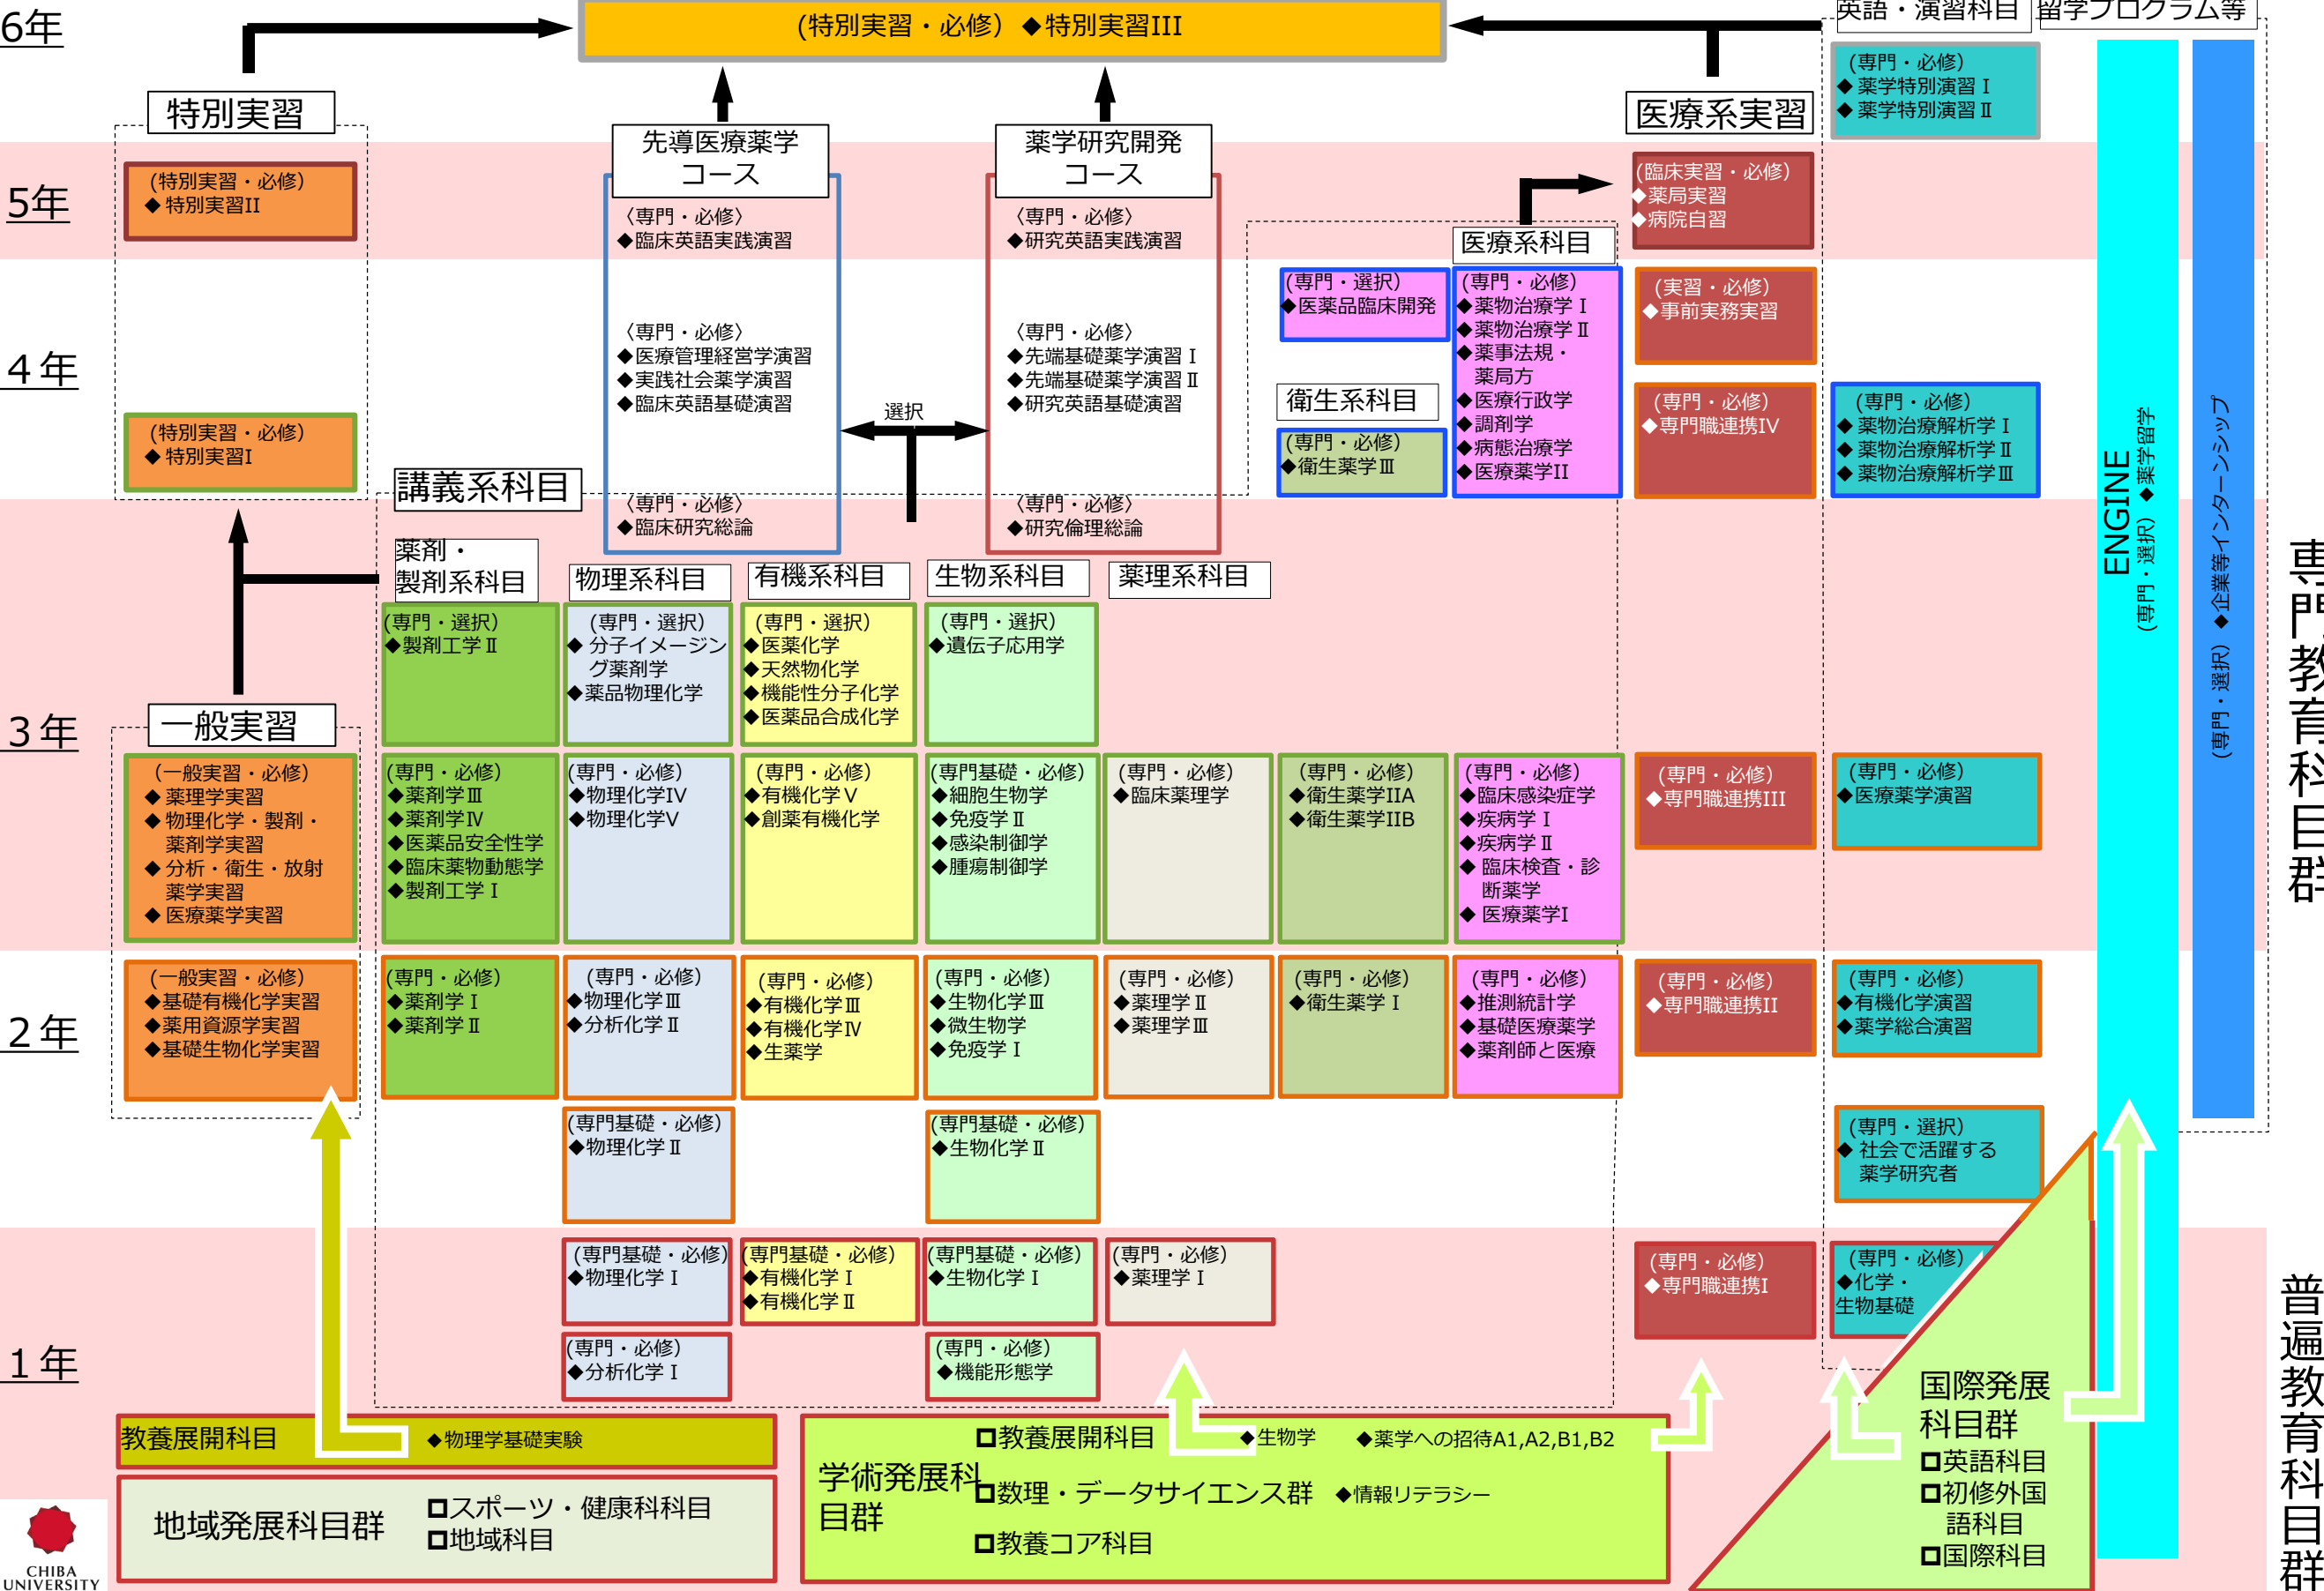 6年
(特別実習・必修) ◆特別実習III
英語・演習科目
留学プログラム等
(専門・必修)
◆ 薬学特別演習Ⅰ
◆ 薬学特別演習Ⅱ
特別実習
先導医療薬学
コース
薬学研究開発
コース
医療系実習
5年
(特別実習・必修)
◆ 特別実習II
〈専門・必修〉
◆臨床英語実践演習
〈専門・必修〉
◆研究英語実践演習
(臨床実習・必修)
◆薬局実習
◆病院自習
医療系科目
4年
〈専門・必修〉
◆医療管理経営学演習
◆実践社会薬学演習
◆臨床英語基礎演習
〈専門・必修〉
◆先端基礎薬学演習Ⅰ
◆先端基礎薬学演習Ⅱ
◆研究英語基礎演習
選択
(専門・選択)
◆医薬品臨床開発
衛生系科目
(専門・必修)
◆衛生薬学Ⅲ
(専門・必修)
◆薬物治療学Ⅰ
◆薬物治療学Ⅱ
◆薬事法規・
薬局方
◆医療行政学
◆調剤学
◆病態治療学
◆医療薬学II
(実習・必修)
◆事前実務実習
(専門・必修)
◆専門職連携IV
(専門・必修)
◆ 薬物治療解析学Ⅰ
◆ 薬物治療解析学Ⅱ
◆ 薬物治療解析学Ⅲ
(特別実習・必修)
◆ 特別実習I
講義系科目
〈専門・必修〉
◆臨床研究総論
〈専門・必修〉
◆研究倫理総論
ENGINE
(専門・選択) ◆薬学留学
(専門・選択) ◆企業等インターンシップ
専門教育科目群
3年
薬剤・
製剤系科目
物理系科目
有機系科目
生物系科目
薬理系科目
(専門・選択)
◆製剤工学Ⅱ
(専門・選択)
◆ 分子イメージン
グ薬剤学
◆薬品物理化学
(専門・選択)
◆医薬化学
◆天然物化学
◆機能性分子化学
◆医薬品合成化学
(専門・選択)
◆遺伝子応用学
一般実習
(一般実習・必修)
◆ 薬理学実習
◆ 物理化学・製剤・
薬剤学実習
◆ 分析・衛生・放射
薬学実習
◆ 医療薬学実習
(専門・必修)
◆薬剤学Ⅲ
◆薬剤学Ⅳ
◆医薬品安全性学
◆臨床薬物動態学
◆製剤工学Ⅰ
(専門・必修)
◆物理化学IV
◆物理化学V
(専門・必修)
◆有機化学Ⅴ
◆創薬有機化学
(専門基礎・必修)
◆細胞生物学
◆免疫学Ⅱ
◆感染制御学
◆腫瘍制御学
(専門・必修)
◆臨床薬理学
(専門・必修)
◆衛生薬学IIA
◆衛生薬学IIB
(専門・必修)
◆臨床感染症学
◆疾病学Ⅰ
◆疾病学Ⅱ
◆ 臨床検査・診
断薬学
◆ 医療薬学I
(専門・必修)
◆専門職連携III
(専門・必修)
◆医療薬学演習
2年
(一般実習・必修)
◆基礎有機化学実習
◆薬用資源学実習
◆基礎生物化学実習
(専門・必修)
◆薬剤学Ⅰ
◆薬剤学Ⅱ
(専門・必修)
◆物理化学Ⅲ
◆分析化学Ⅱ
(専門・必修)
◆有機化学Ⅲ
◆有機化学Ⅳ
◆生薬学
(専門・必修)
◆生物化学Ⅲ
◆微生物学
◆免疫学Ⅰ
(専門・必修)
◆薬理学Ⅱ
◆薬理学Ⅲ
(専門・必修)
◆衛生薬学Ⅰ
(専門・必修)
◆推測統計学
◆基礎医療薬学
◆薬剤師と医療
(専門・必修)
◆専門職連携II
(専門・必修)
◆有機化学演習
◆薬学総合演習
(専門基礎・必修)
◆物理化学Ⅱ
(専門基礎・必修)
◆生物化学Ⅱ
(専門・選択)
◆ 社会で活躍する
薬学研究者
1年
(専門基礎・必修)
◆物理化学Ⅰ
(専門基礎・必修)
◆有機化学Ⅰ
◆有機化学Ⅱ
(専門基礎・必修)
◆生物化学Ⅰ
(専門・必修)
◆薬理学Ⅰ
(専門・必修)
◆専門職連携I
(専門・必修)
◆化学・
生物基礎
(専門・必修)
◆分析化学Ⅰ
(専門・必修)
◆機能形態学
普遍教育科目群
教養展開科目
◆物理学基礎実験
地域発展科目群
スポーツ・健康科科目
地域科目
学術発展科
目群
教養展開科目
◆生物学
◆薬学への招待A1,A2,B1,B2
数理・データサイエンス群
◆情報リテラシー
教養コア科目
国際発展
科目群
英語科目
初修外国
語科目
国際科目
CHIBA
UNIVERSITY